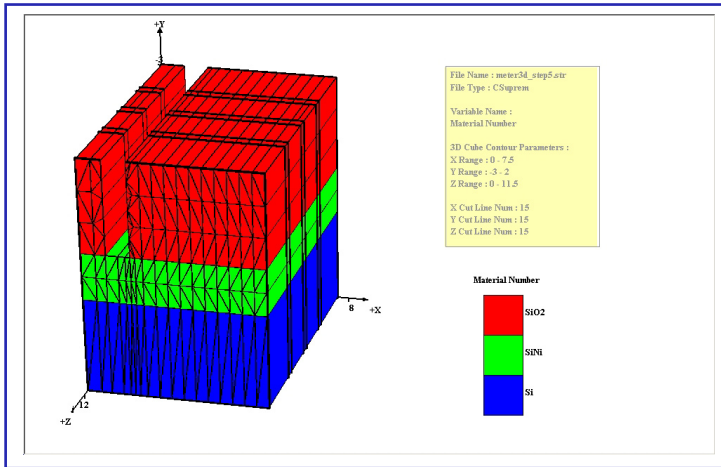 +Y
-3
File Name : meter3d_step5.str
File Type : CSuprem
Variable Name :
Material Number
3D Cube Contour Parameters :
X Range : 0 - 7.5
Y Range : -3 - 2
Z Range : 0 - 11.5
X Cut Line Num : 15
Y Cut Line Num : 15
Z Cut Line Num : 15
Material Number
SiO2
SiNi
Si
8
+X
12
+Z